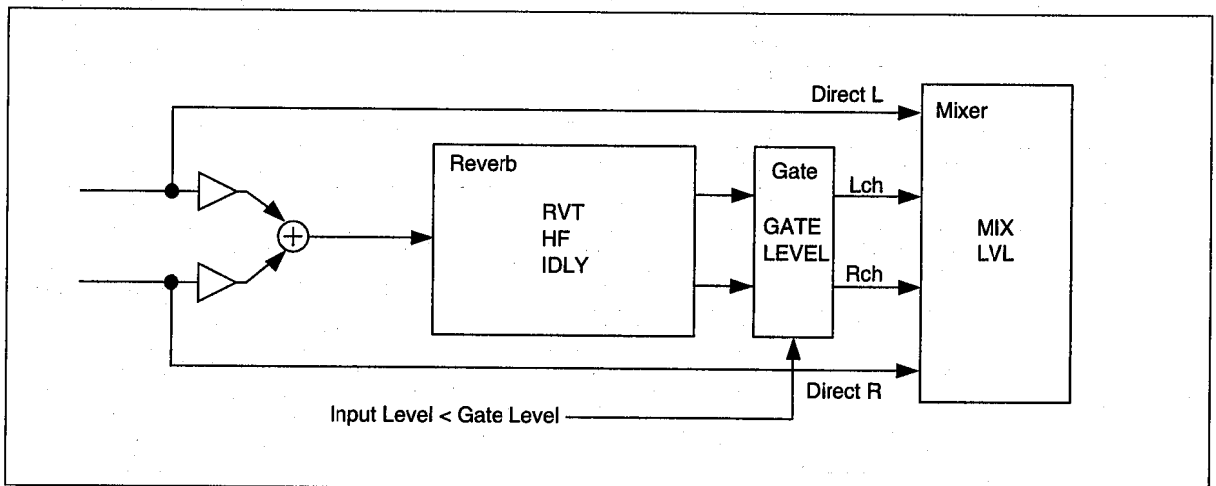 Direct L
Mixer
Reverb
Gate
Lch
RVT
HF
IDLY
GATE
LEVEL
MIX
LVL
Rch
Direct R
Input Level < Gate Level